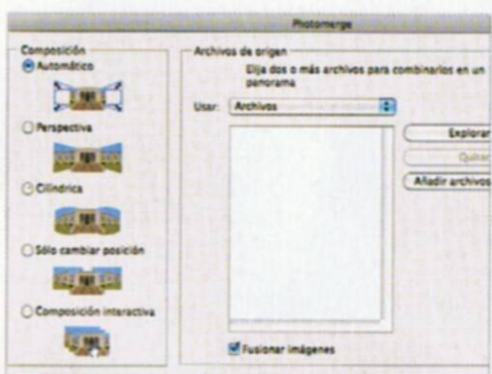 Photomerge
Composición
Automático
Perspectiva
Cilíndrica
Sólo cambiar posición
Composición interactiva
Archivos de origen
Elija dos o más archivos para combinarlos en un
panorama
Usar: Archivos
Explorar
Quitar
Añadir archivos
Fusionar imágenes